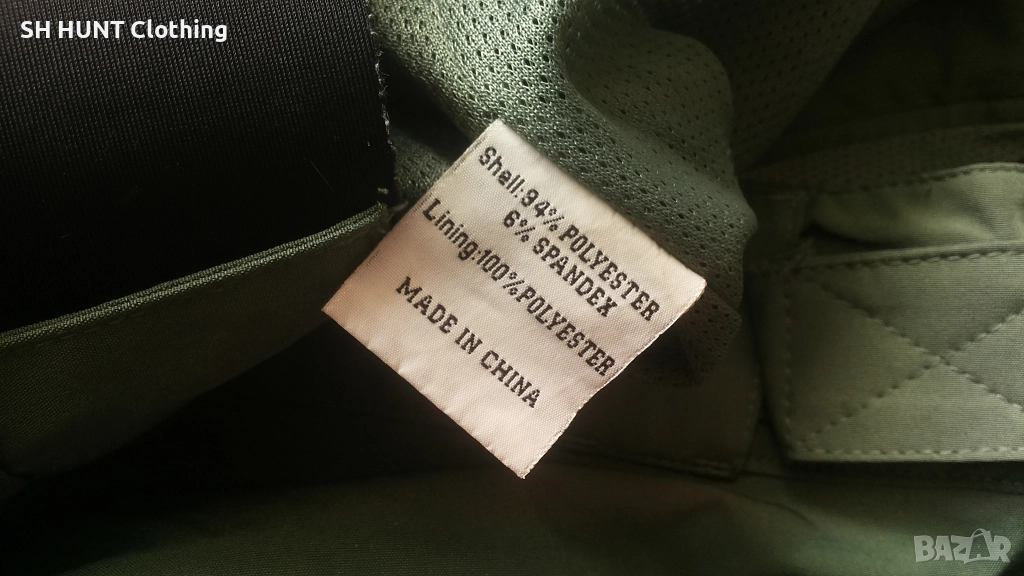 SH HUNT Clothing
Shell:94%POLYESTER
6% SPANDEX
Lining:100%POLYESTER
MADE IN CHINA
BAZAR